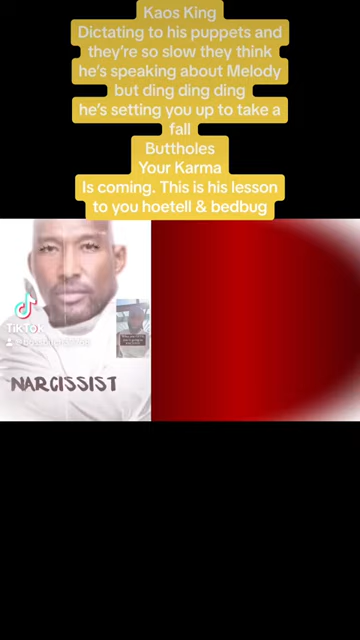 Kaos King
Dictating to his puppets and
they're so slow they think
he's speaking about Melody
but ding ding ding
he's setting you up to take a
fall
Buttholes
Your Karma
Is coming. This is his lesson
to you hoetell & bedbug
TikTok
NARCISSIST